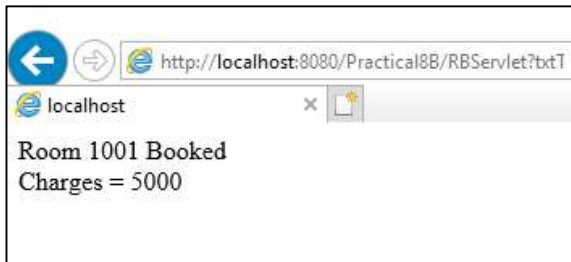 http://localhost:8080/Practical8B/RBServlet?txtT
localhost
Room 1001 Booked
Charges = 5000